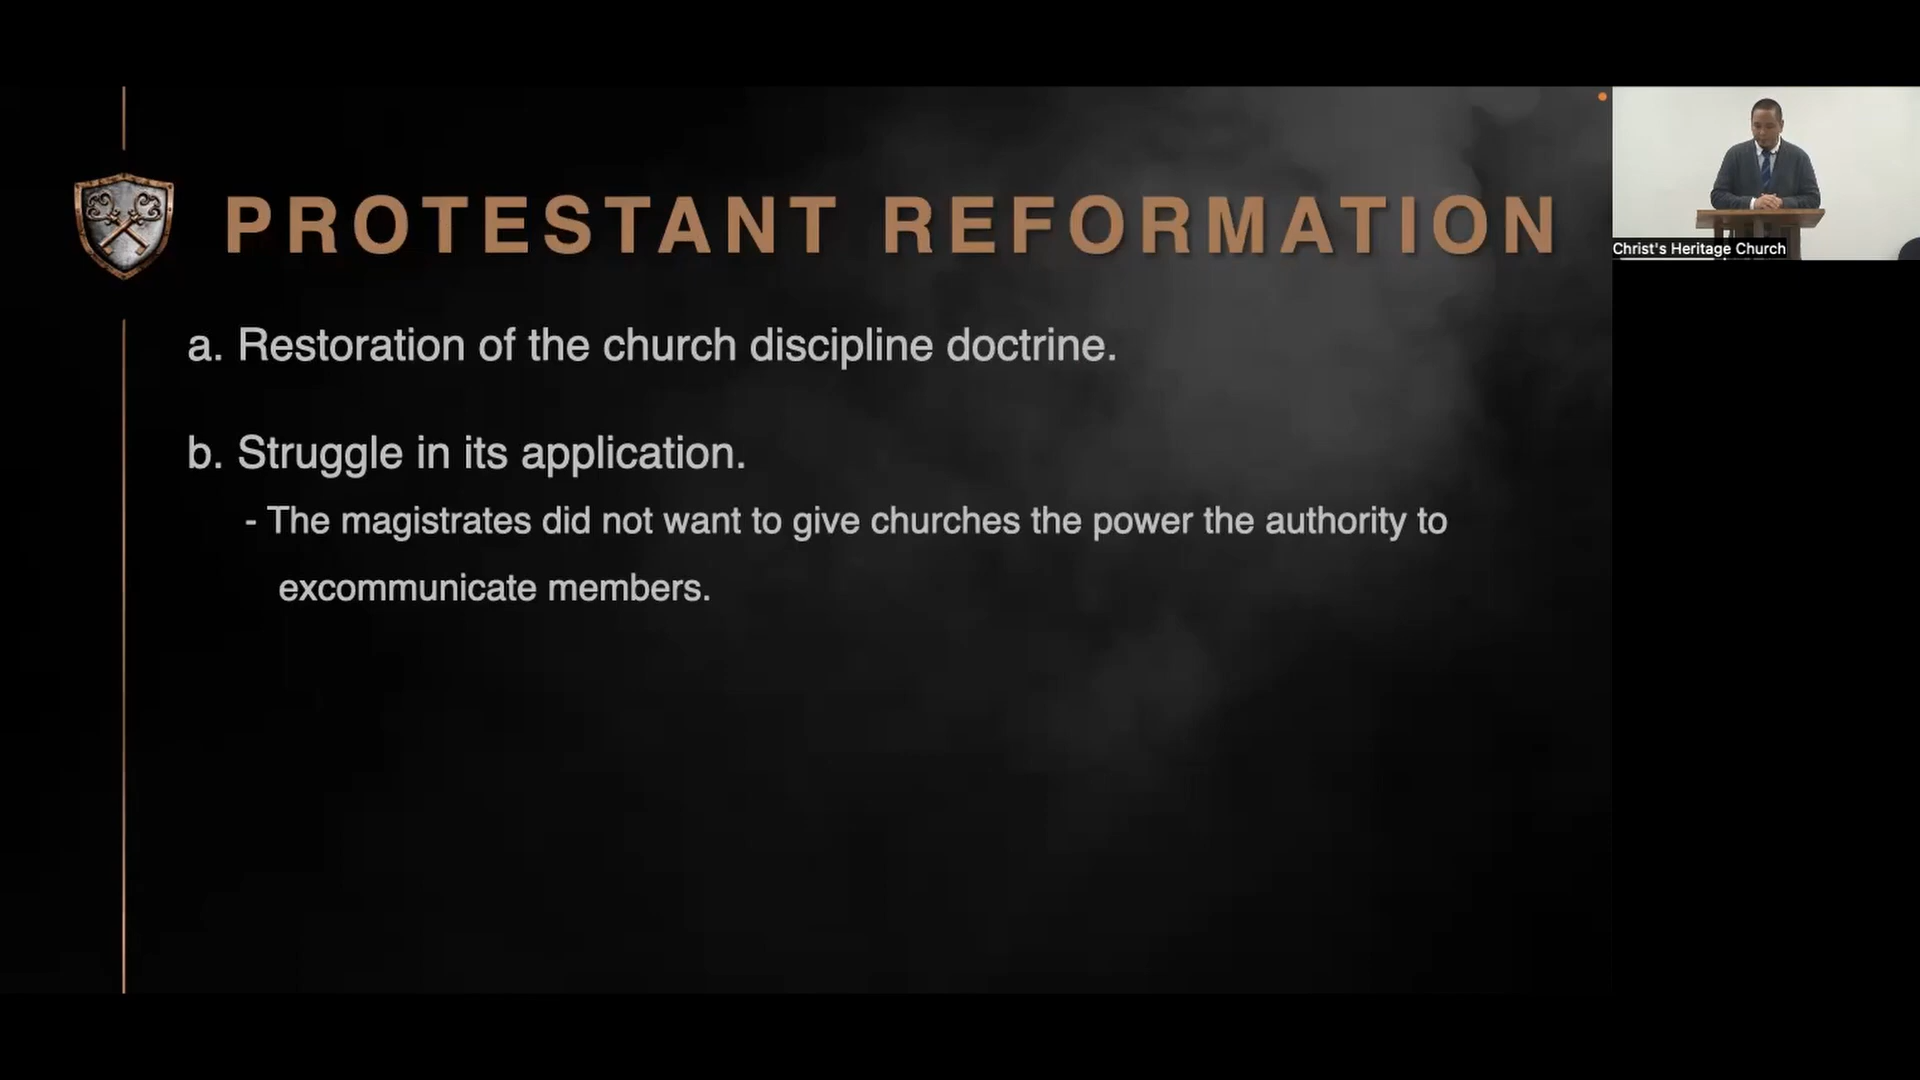 PROTESTANT REFORMATION
a. Restoration of the church discipline doctrine.
b. Struggle in its application.
- The magistrates did not want to give churches the power the authority to
excommunicate members.
Christ's Heritage Church